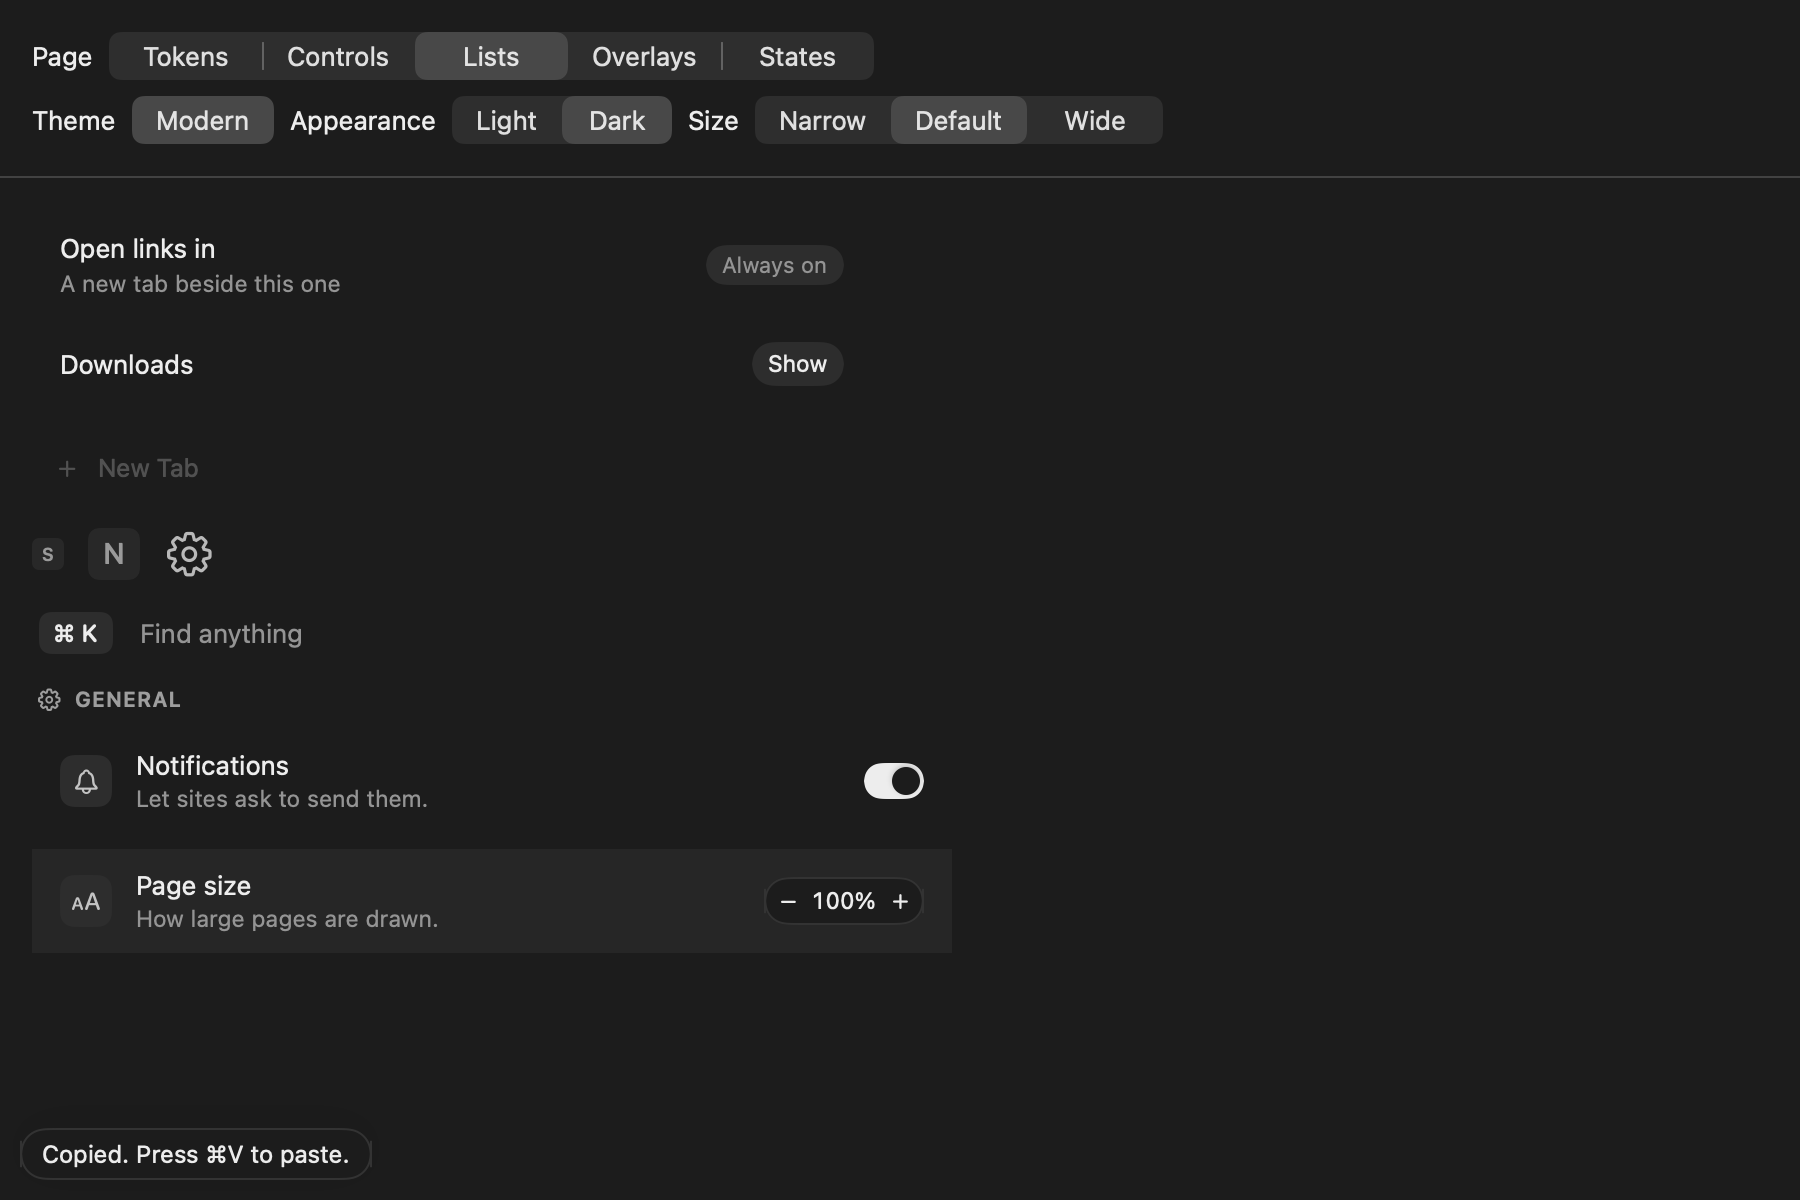 Page Tokens Controls Lists Overlays States
Theme Modern Appearance Light Dark Size Narrow Default Wide
Open links in
A new tab beside this one
Always on
Downloads
Show
+ New Tab
S N
⌘ K Find anything
GENERAL
Notifications
Let sites ask to send them.
AA
Page size
How large pages are drawn.
− 100% +
Copied. Press ⌘V to paste.